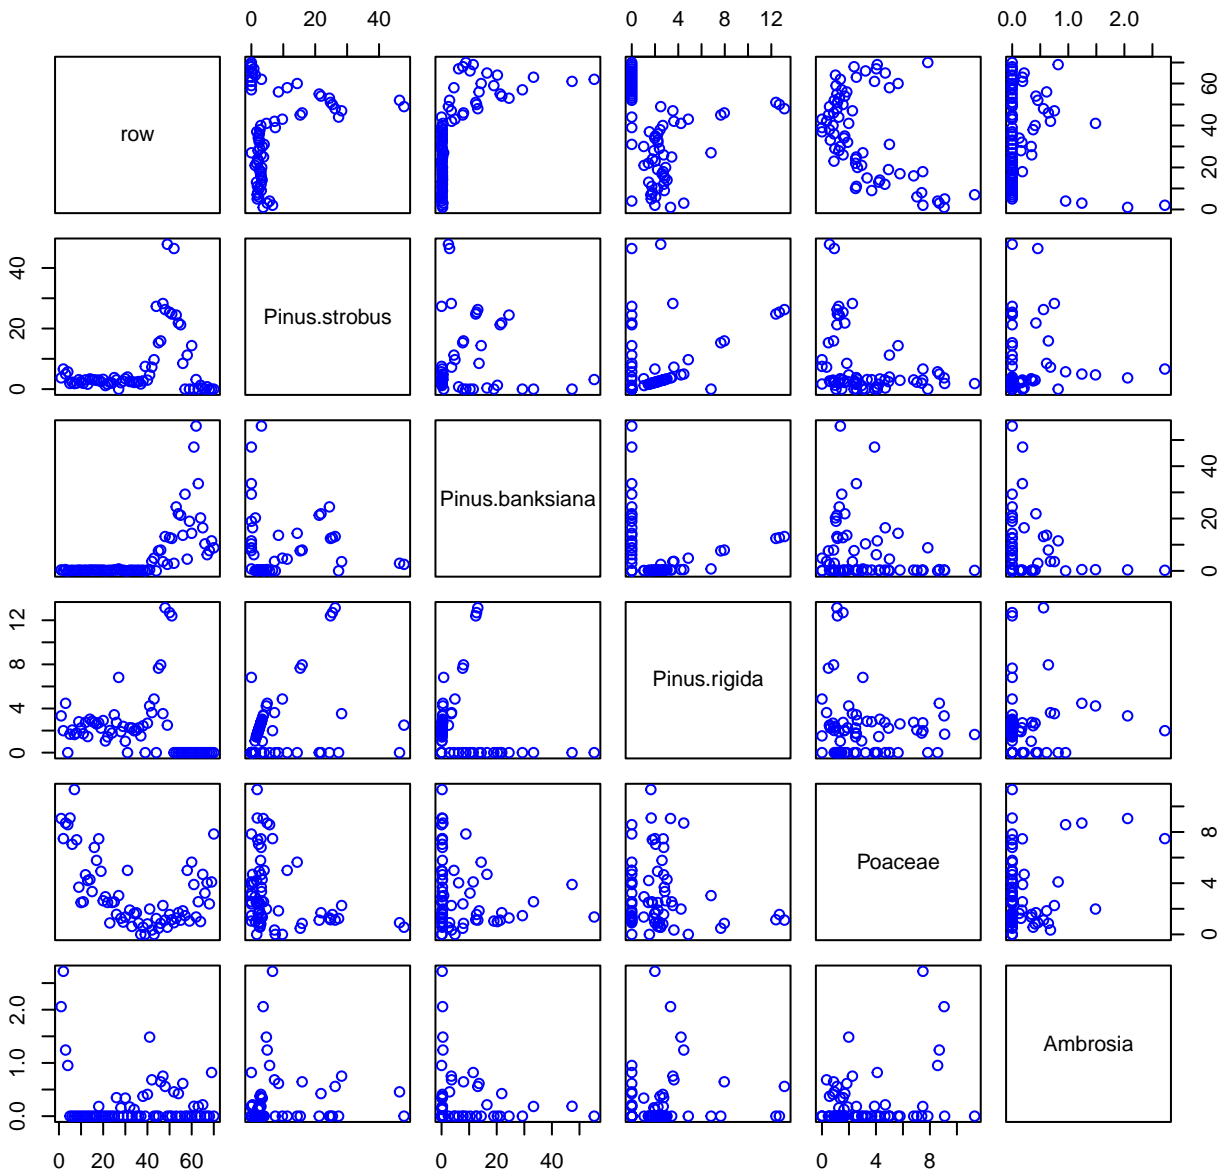 0 20 40 0 4 8 12 0.0 1.0 2.0
row 0 20 40 60
0 20 40 Pinus.strobus
Pinus.banksiana 0 20 40
0 4 8 12 Pinus.rigida
Poaceae 0 4 8
0.0 1.0 2.0 Ambrosia
0 20 40 60 0 20 40 0 4 8